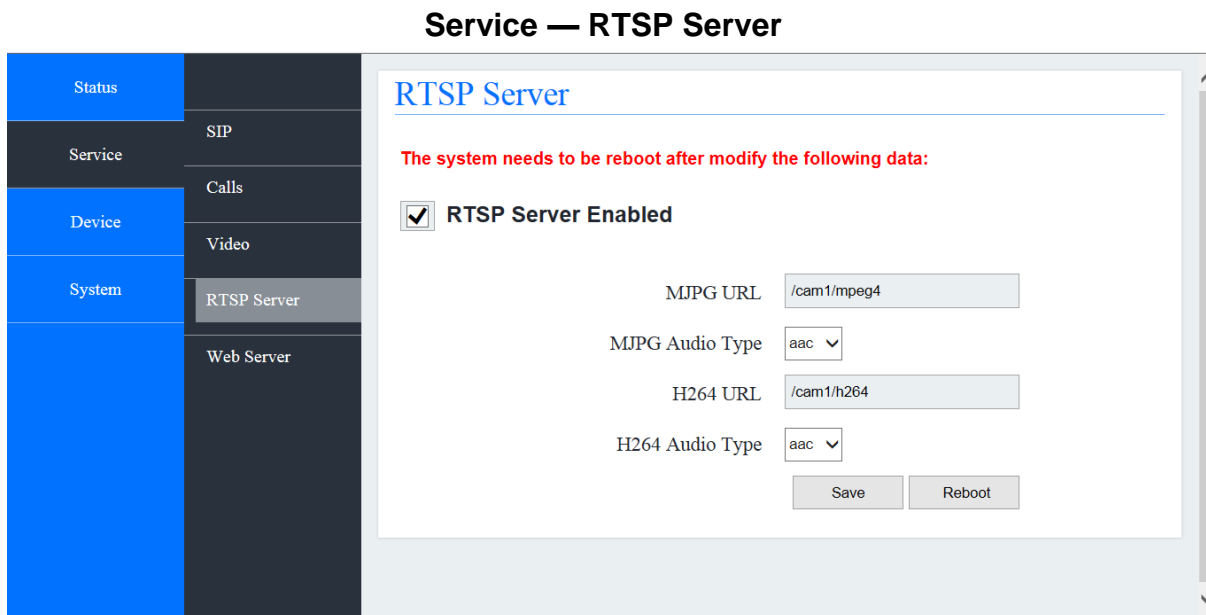 Service — RTSP Server
Status
Service
Device
System
SIP
Calls
Video
RTSP Server
Web Server
RTSP Server
The system needs to be reboot after modify the following data:
RTSP Server Enabled
MJPG URL /cam1/mpeg4
MJPG Audio Type aac
H264 URL /cam1/h264
H264 Audio Type aac
Save Reboot